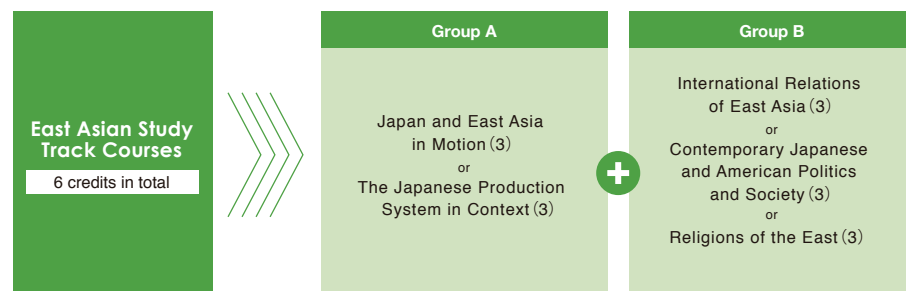 East Asian Study
Track Courses
6 credits in total
Group A
Japan and East Asia
in Motion(3)
or
The Japanese Production
System in Context(3)
+
Group B
International Relations
of East Asia(3)
or
Contemporary Japanese
and American Politics
and Society(3)
or
Religions of the East(3)